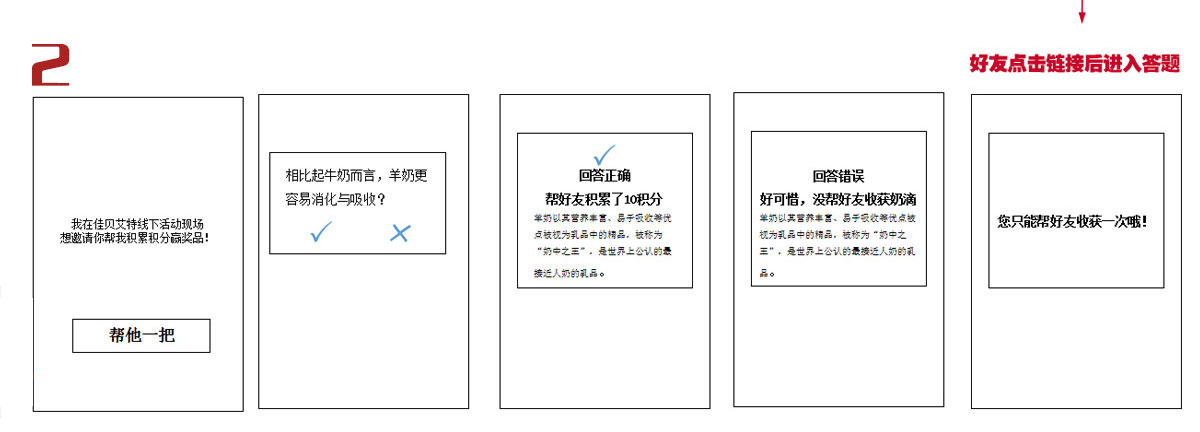 2
好友点击链接后进入答题
我在佳贝艾特线下活动现场
想邀请你帮我积累积分赢奖品！
帮他一把
相比起牛奶而言，羊奶更
容易消化与吸收？
回答正确
帮好友积累了10积分
羊奶以其营养丰富、易于吸收等优
点被视为乳品中的精品，被称为
“奶中之王”，是世界上公认的最
接近人奶的乳品。
回答错误
好可惜，没帮好友收获奶滴
羊奶以其营养丰富、易于吸收等优点被
视为乳品中的精品，被称为“奶中之
王”，是世界上公认的最接近人奶的乳
品。
您只能帮好友收获一次哦！